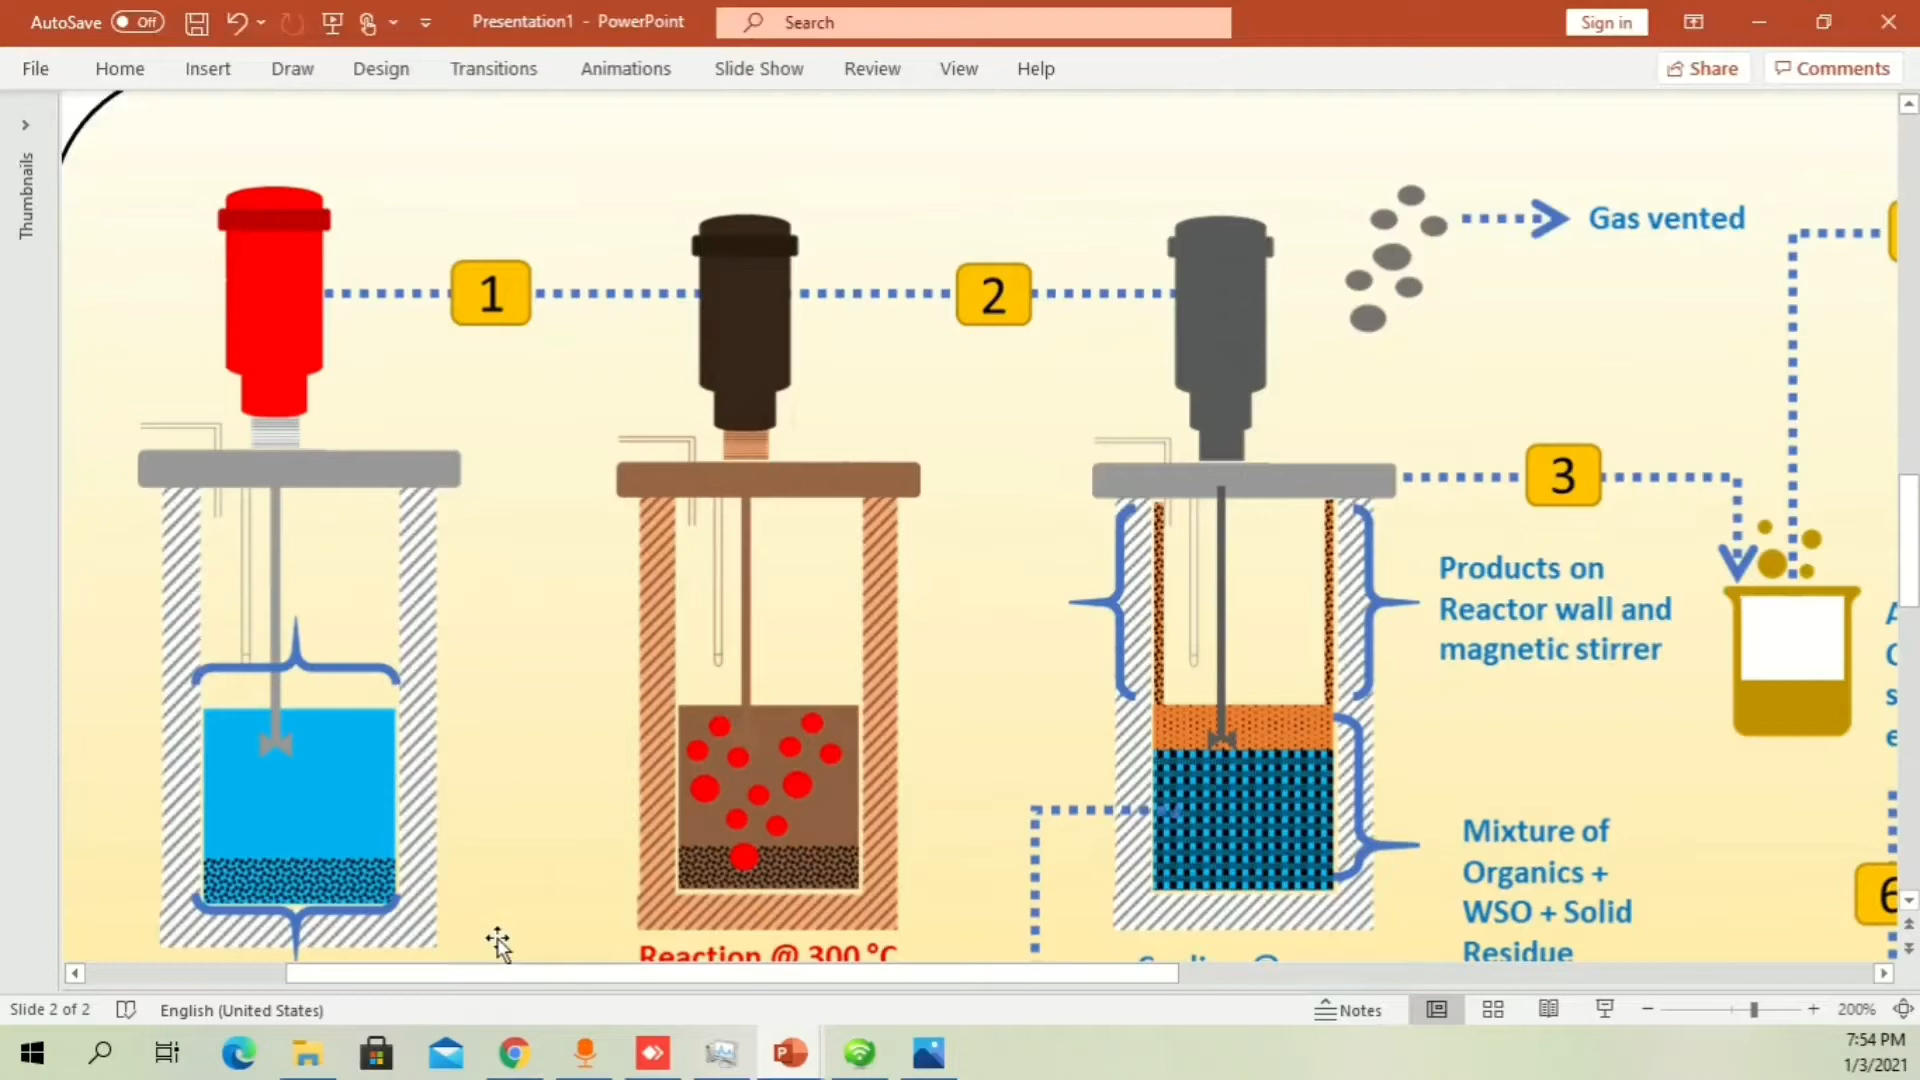 AutoSave Off
Presentation1 - PowerPoint
Search
Sign in
File Home Insert Draw Design Transitions Animations Slide Show Review View Help
Share
Comments
Thumbnails
1
2
Gas vented
3
Products on
Reactor wall and
magnetic stirrer
Mixture of
Organics +
WSO + Solid
Residue
6
Reaction @ 300 °C
Slide 2 of 2
English (United States)
Notes
200%
7:54 PM
1/3/2021